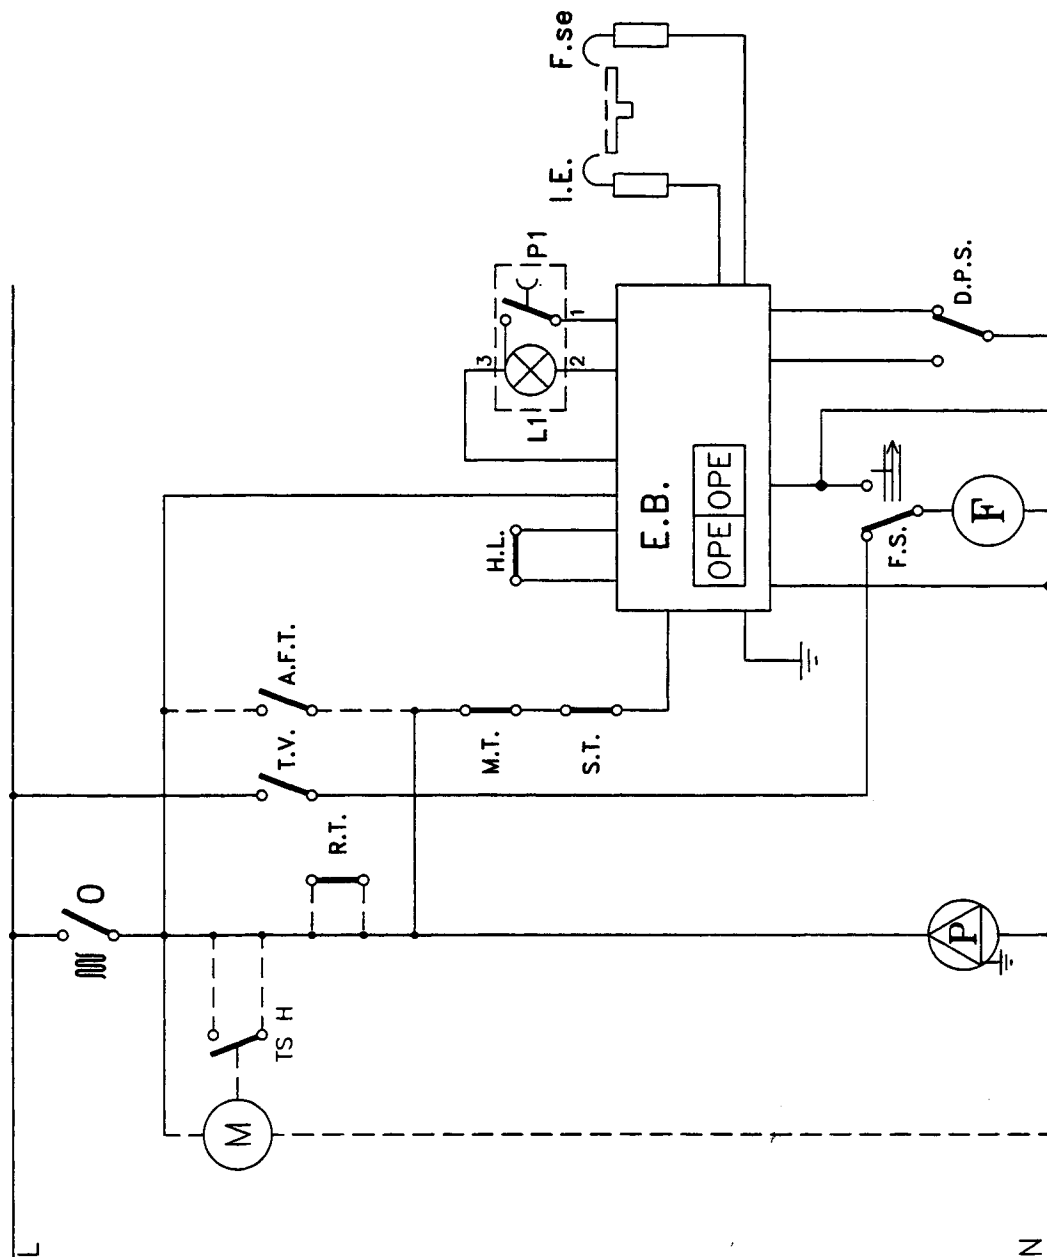 L
N
M
TS H
O
P
R.T.
T.V.
A.F.T.
M.T.
S.T.
H.L.
E.B.
OPE OPE
F.S.
F
L1
3
2
1
P1
D.P.S.
I.E.
F.se